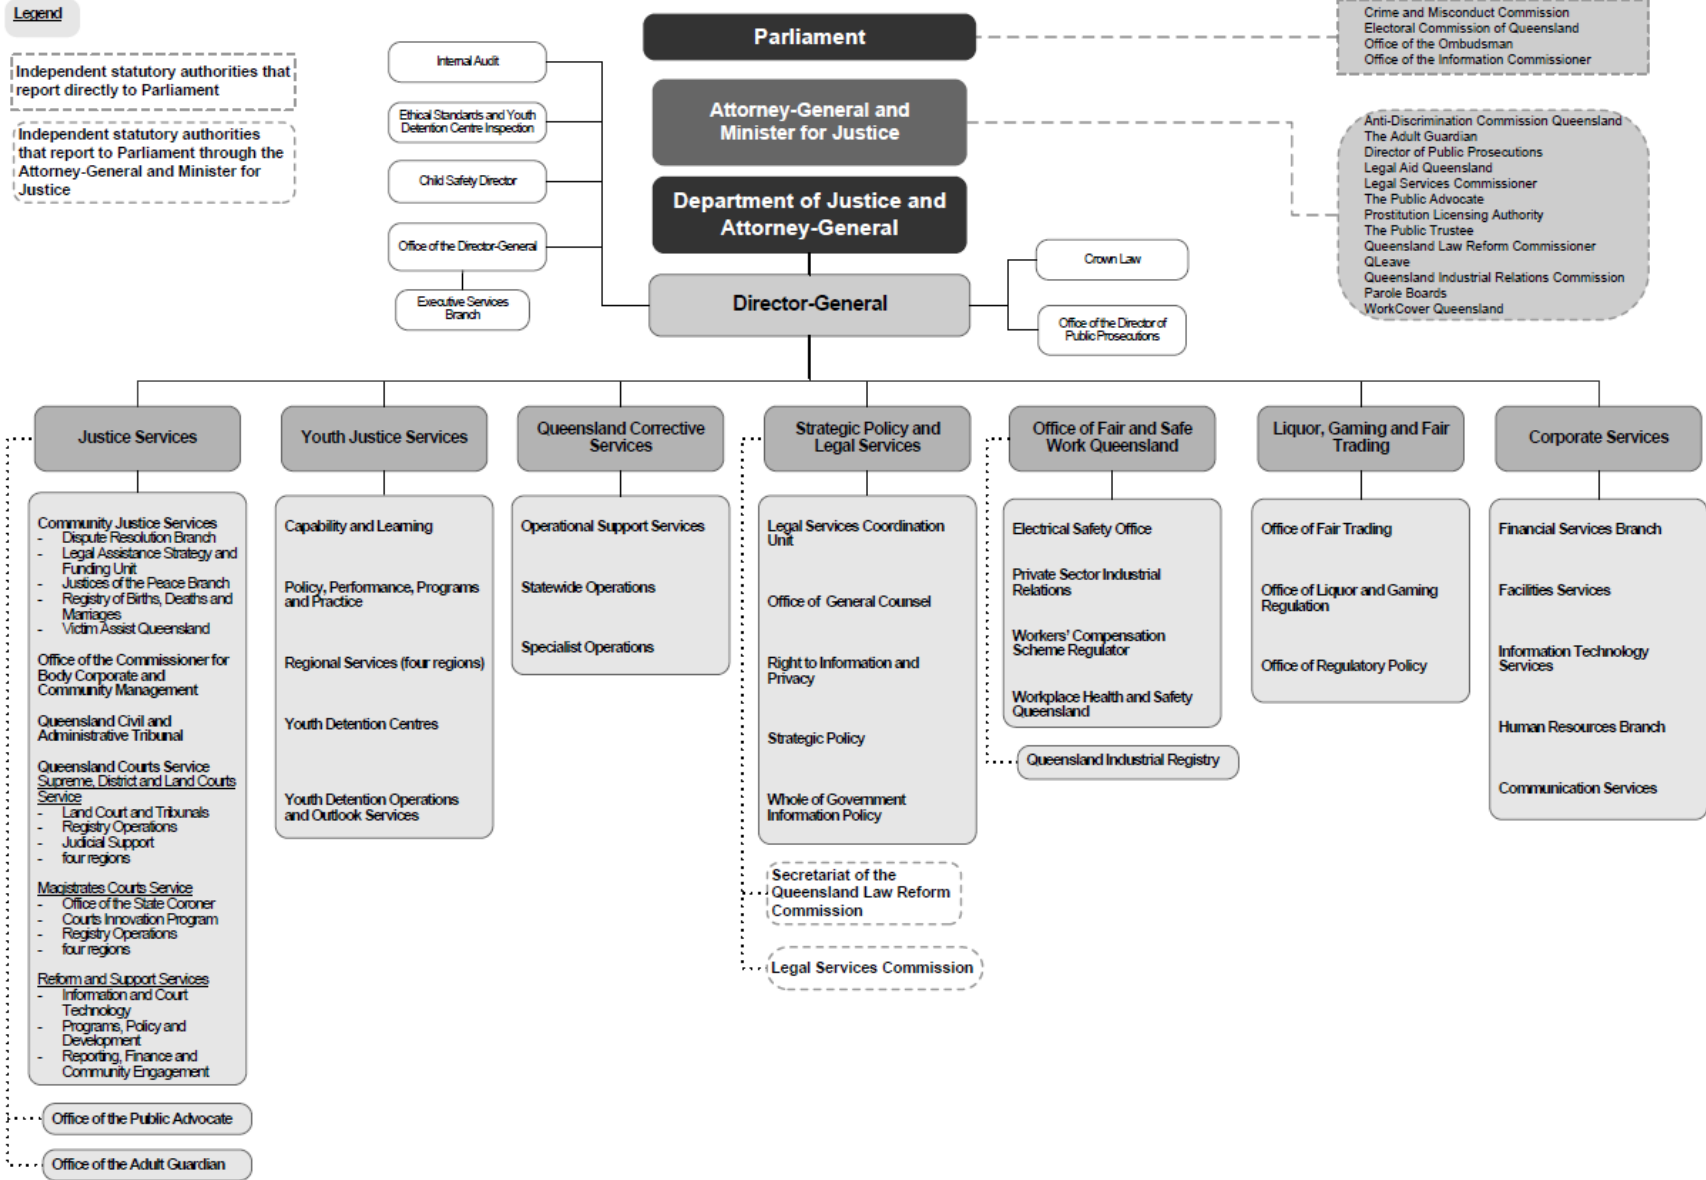 Legend
Independent statutory authorities that
report directly to Parliament
Independent statutory authorities
that report to Parliament through the
Attorney-General and Minister for
Justice
Internal Audit
Ethical Standards and Youth
Detention Centre Inspection
Child Safety Director
Office of the Director-General
Executive Services
Branch
Parliament
Attorney-General and
Minister for Justice
Department of Justice and
Attorney-General
Director-General
Crown Law
Office of the Director of
Public Prosecutions
Crime and Misconduct Commission
Electoral Commission of Queensland
Office of the Ombudsman
Office of the Information Commissioner
Anti-Discrimination Commission Queensland
The Adult Guardian
Director of Public Prosecutions
Legal Aid Queensland
Legal Services Commissioner
The Public Advocate
Prostitution Licensing Authority
The Public Trustee
Queensland Law Reform Commissioner
QLeave
Queensland Industrial Relations Commission
Parole Boards
WorkCover Queensland
Justice Services
Community Justice Services
- Dispute Resolution Branch
- Legal Assistance Strategy and
Funding Unit
- Justices of the Peace Branch
- Registry of Births, Deaths and
Marriages
- Victim Assist Queensland
Office of the Commissioner for
Body Corporate and
Community Management
Queensland Civil and
Administrative Tribunal
Queensland Courts Service
Supreme, District and Land Courts
Service
- Land Court and Tribunals
- Registry Operations
- Judicial Support
- four regions
Magistrates Courts Service
- Office of the State Coroner
- Courts Innovation Program
- Registry Operations
- four regions
Reform and Support Services
- Information and Court
Technology
- Programs, Policy and
Development
- Reporting, Finance and
Community Engagement
Office of the Public Advocate
Office of the Adult Guardian
Youth Justice Services
Capability and Learning
Policy, Performance, Programs
and Practice
Regional Services (four regions)
Youth Detention Centres
Youth Detention Operations
and Outlook Services
Queensland Corrective
Services
Operational Support Services
Statewide Operations
Specialist Operations
Strategic Policy and
Legal Services
Legal Services Coordination
Unit
Office of General Counsel
Right to Information and
Privacy
Strategic Policy
Whole of Government
Information Policy
Secretariat of the
Queensland Law Reform
Commission
Legal Services Commission
Office of Fair and Safe
Work Queensland
Electrical Safety Office
Private Sector Industrial
Relations
Workers' Compensation
Scheme Regulator
Workplace Health and Safety
Queensland
Queensland Industrial Registry
Liquor, Gaming and Fair
Trading
Office of Fair Trading
Office of Liquor and Gaming
Regulation
Office of Regulatory Policy
Corporate Services
Financial Services Branch
Facilities Services
Information Technology
Services
Human Resources Branch
Communication Services